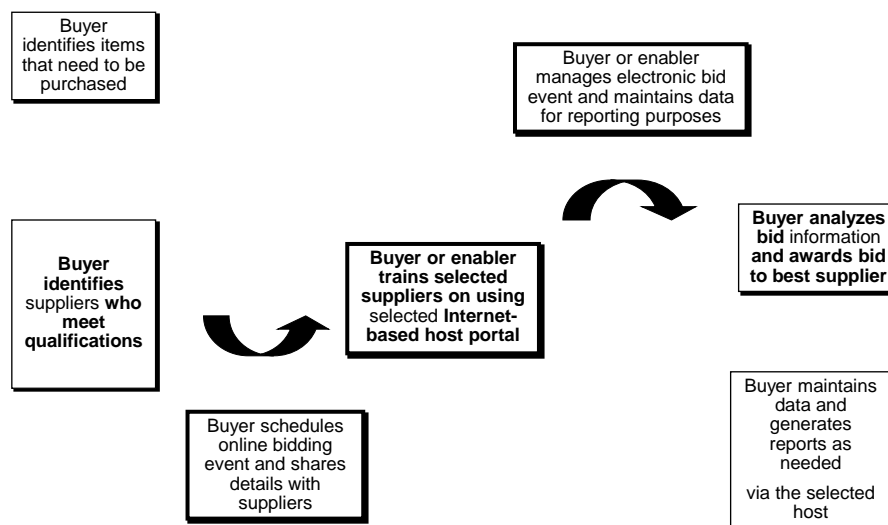 Buyer
identifies items
that need to be
purchased
Buyer
identifies
suppliers who
meet
qualifications
Buyer schedules
online bidding
event and shares
details with
suppliers
Buyer or enabler
trains selected
suppliers on using
selected Internet-
based host portal
Buyer or enabler
manages electronic bid
event and maintains data
for reporting purposes
Buyer analyzes
bid information
and awards bid
to best supplier
Buyer maintains
data and
generates
reports as
needed
via the selected
host